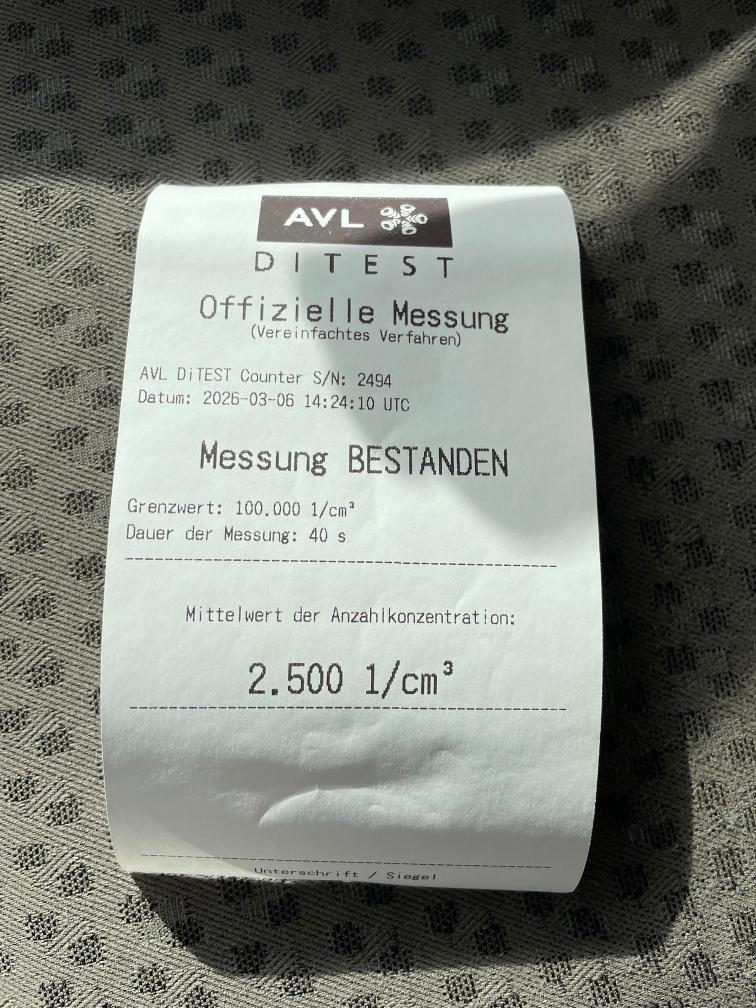 AVL
DITEST
Offizielle Messung
(Vereinfachtes Verfahren)
AVL DiTEST Counter S/N: 2494
Datum: 2026-03-06 14:24:10 UTC
Messung BESTANDEN
Grenzwert: 100.000 1/cm³
Dauer der Messung: 40 s
Mittelwert der Anzahlkonzentration:
2.500 1/cm³
Unterschrift / Siegel